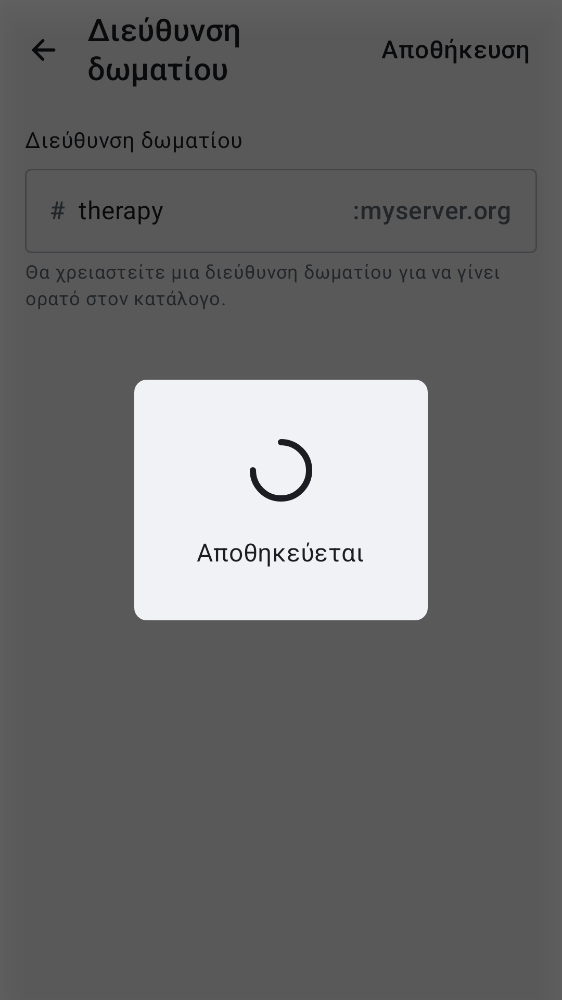 Διεύθυνση
δωματίου
Αποθήκευση
Διεύθυνση δωματίου
# therapy :myserver.org
Θα χρειαστείτε μια διεύθυνση δωματίου για να γίνει
ορατό στον κατάλογο.
Αποθηκεύεται